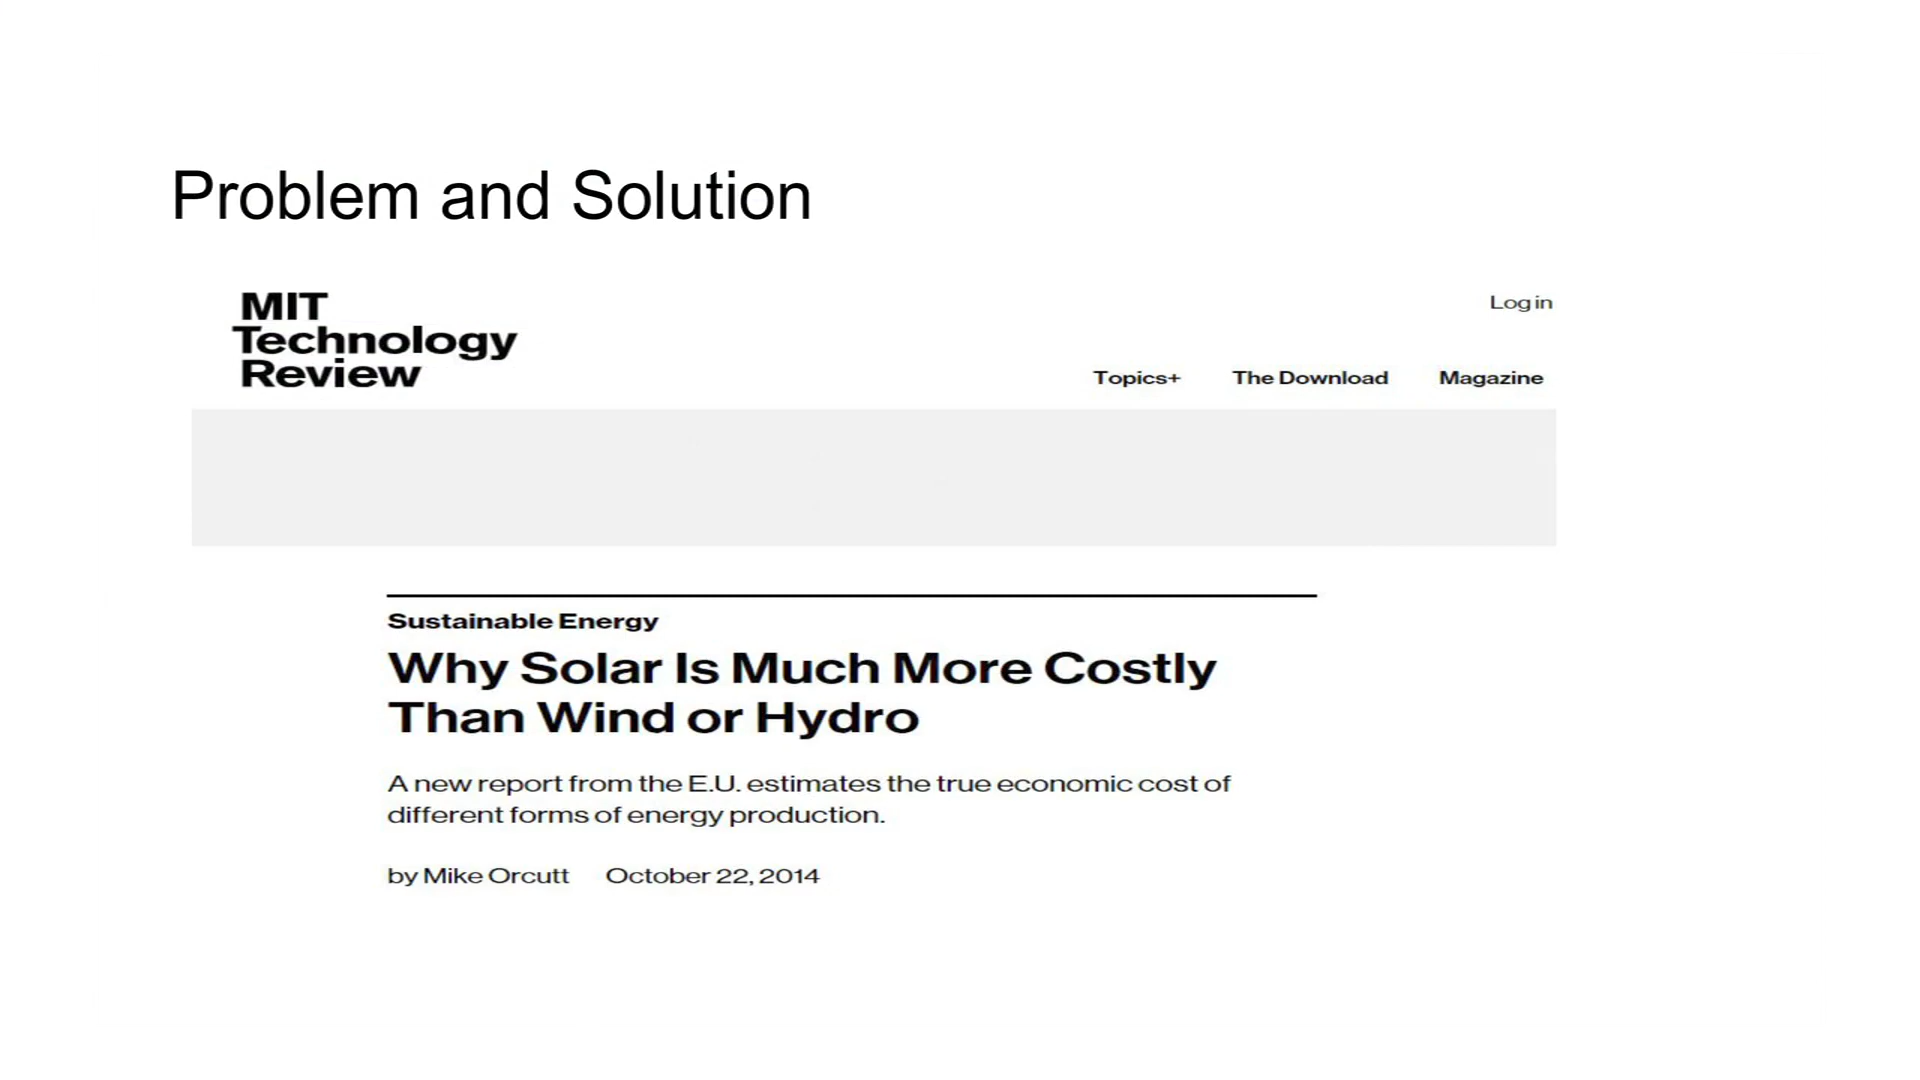 Problem and Solution
MIT
Technology
Review
Log in
Topics+ The Download Magazine
Sustainable Energy
Why Solar Is Much More Costly
Than Wind or Hydro
A new report from the E.U. estimates the true economic cost of
different forms of energy production.
by Mike Orcutt October 22, 2014